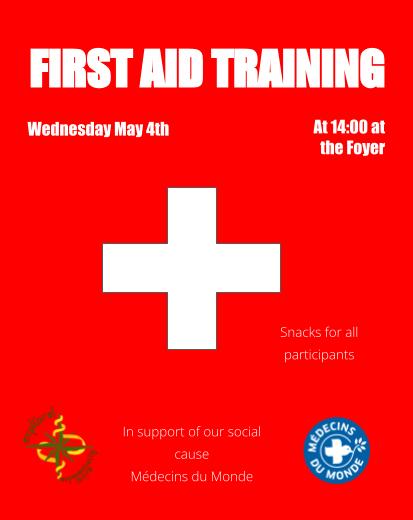 FIRST AID TRAINING
Wednesday May 4th
At 14:00 at
the Foyer
Snacks for all
participants
In support of our social
cause
Médecins du Monde
MÉDECINS
DU MONDE